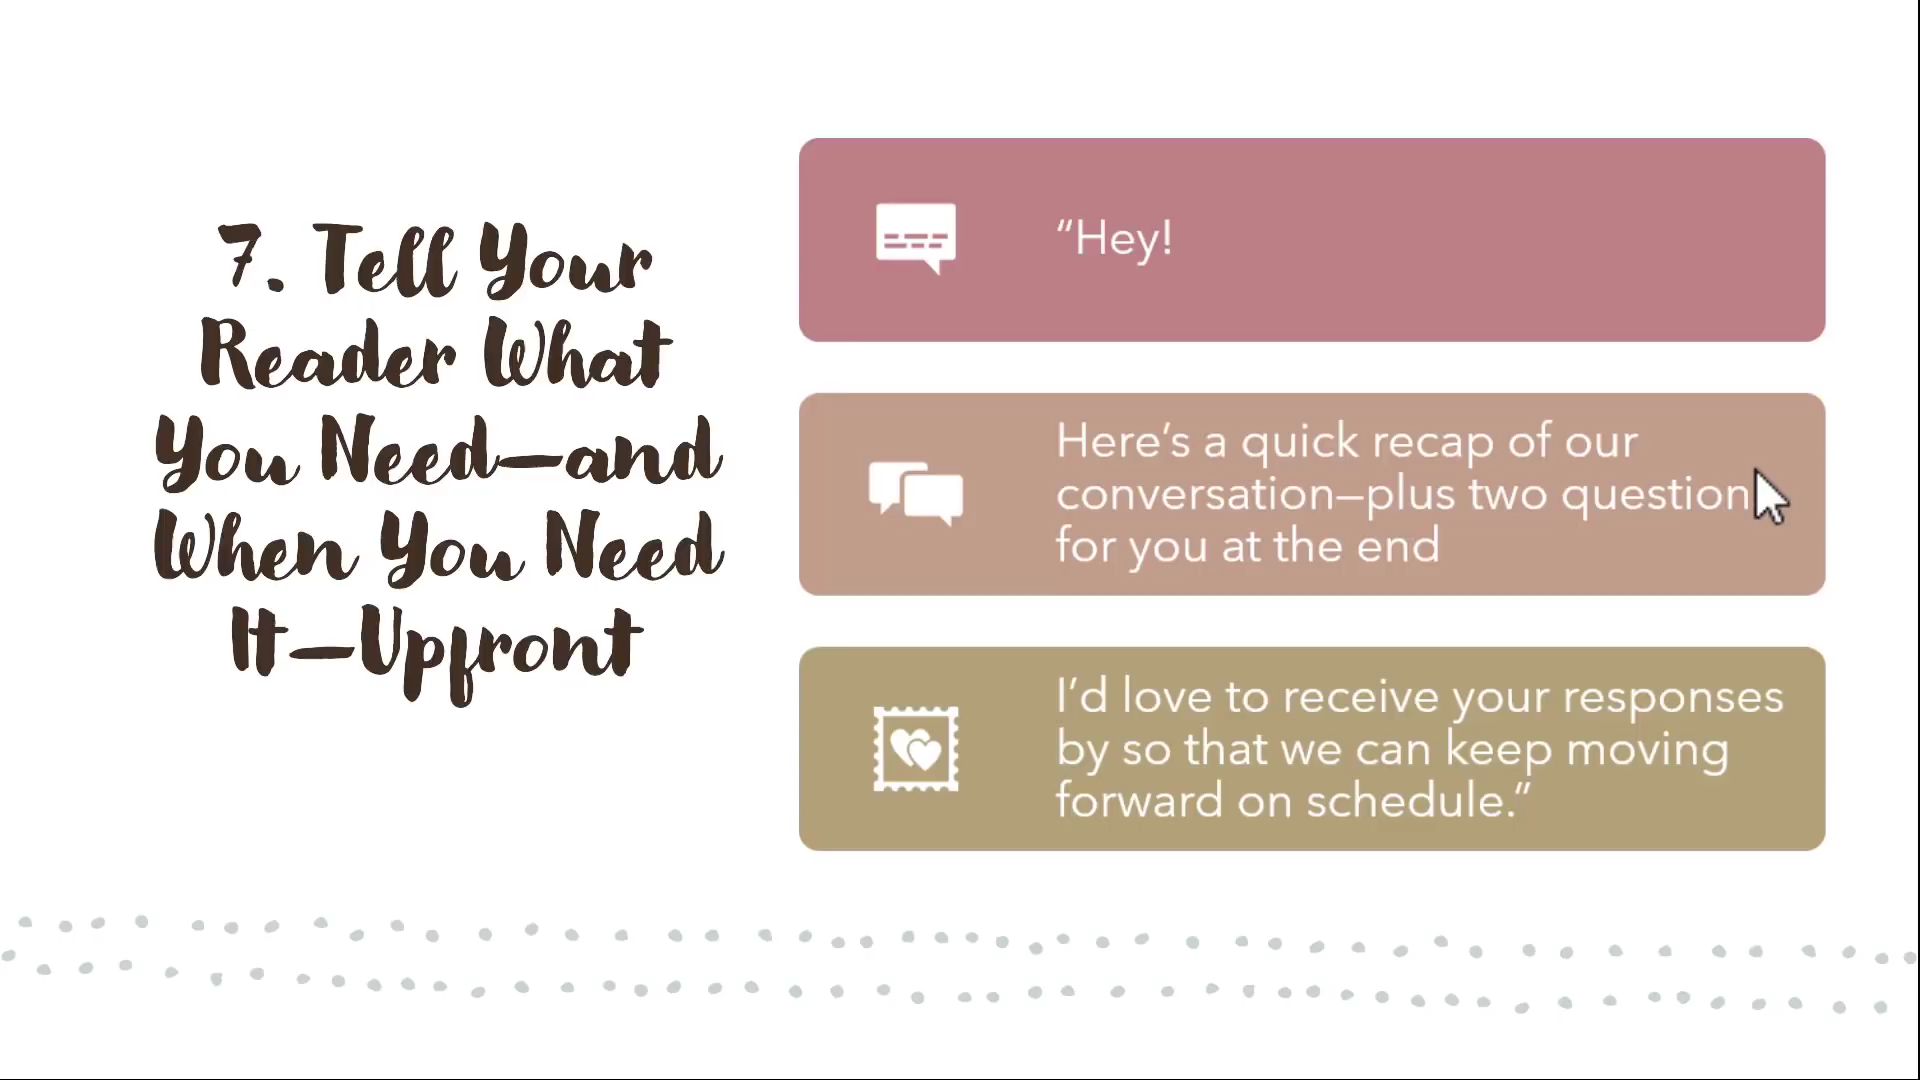 7. Tell Your
Reader What
You Need—and
When You Need
It—Upfront
“Hey!
Here’s a quick recap of our
conversation—plus two question
for you at the end
I’d love to receive your responses
by so that we can keep moving
forward on schedule.”